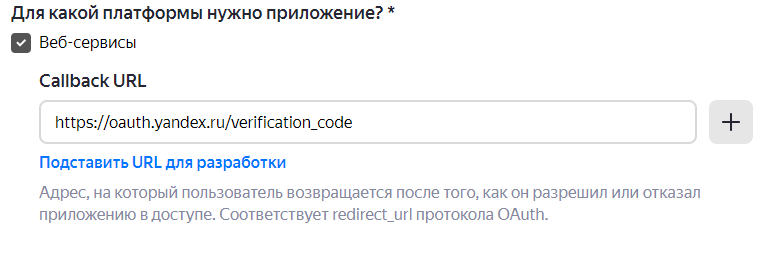 Для какой платформы нужно приложение? *
Веб-сервисы
Callback URL
https://oauth.yandex.ru/verification_code
Подставить URL для разработки
Адрес, на который пользователь возвращается после того, как он разрешил или отказал
приложению в доступе. Соответствует redirect_url протокола OAuth.